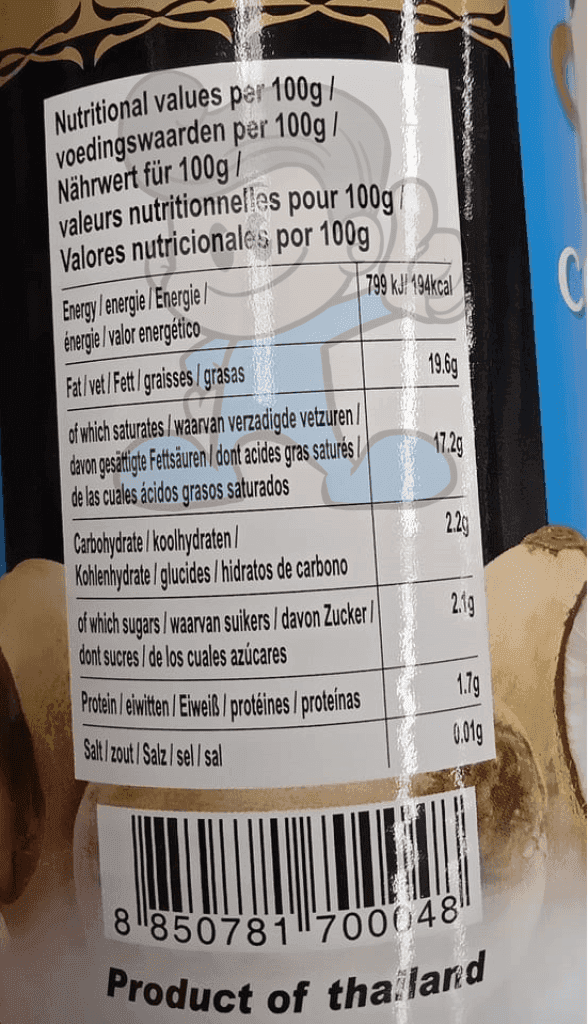 Nutritional values per 100g /
voedingswaarden per 100g /
Nährwert für 100g /
valeurs nutritionnelles pour 100g /
Valores nutricionales por 100g
Energy / energie / Energie /
énergie / valor energético
799 kJ/ 194kcal
Fat / vet / Fett / graisses / grasas
19.6g
of which saturates / waarvan verzadigde vetzuren /
davon gesättigte Fettsäuren / dont acides gras saturés /
de las cuales ácidos grasos saturados
17.2g
Carbohydrate / koolhydraten /
Kohlenhydrate / glucides / hidratos de carbono
2.2g
of which sugars / waarvan suikers / davon Zucker /
dont sucres / de los cuales azúcares
2.1g
Protein / eiwitten / Eiweiß / protéines / proteínas
1.7g
Salt / zout / Salz / sel / sal
0.01g
8 850781 700048
Product of thailand